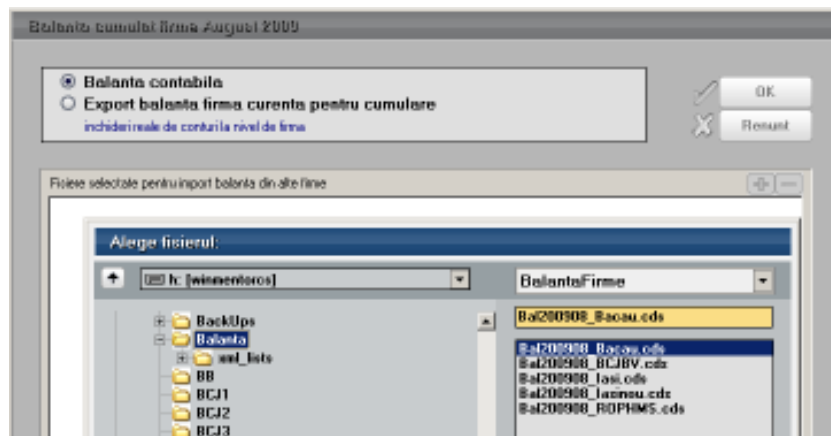 Balanta cumulat firma August 2009
Balanta contabila
Export balanta firma curenta pentru cumulare
inchideri reale de conturi la nivel de firma
OK
Renunt
Fisiere selectate pentru import balanta din alte firme
Alege fisierul:
h: [winmentoros]
BalantaFirme
BackUps
Balanta
xml_lists
BB
BCJ1
BCJ2
BCJ3
Bal200908_Bacau.cds
Bal200908_Bacau.cds
Bal200908_BCJBV.cds
Bal200908_Iasi.cds
Bal200908_Iasinou.cds
Bal200908_ROPHMS.cds